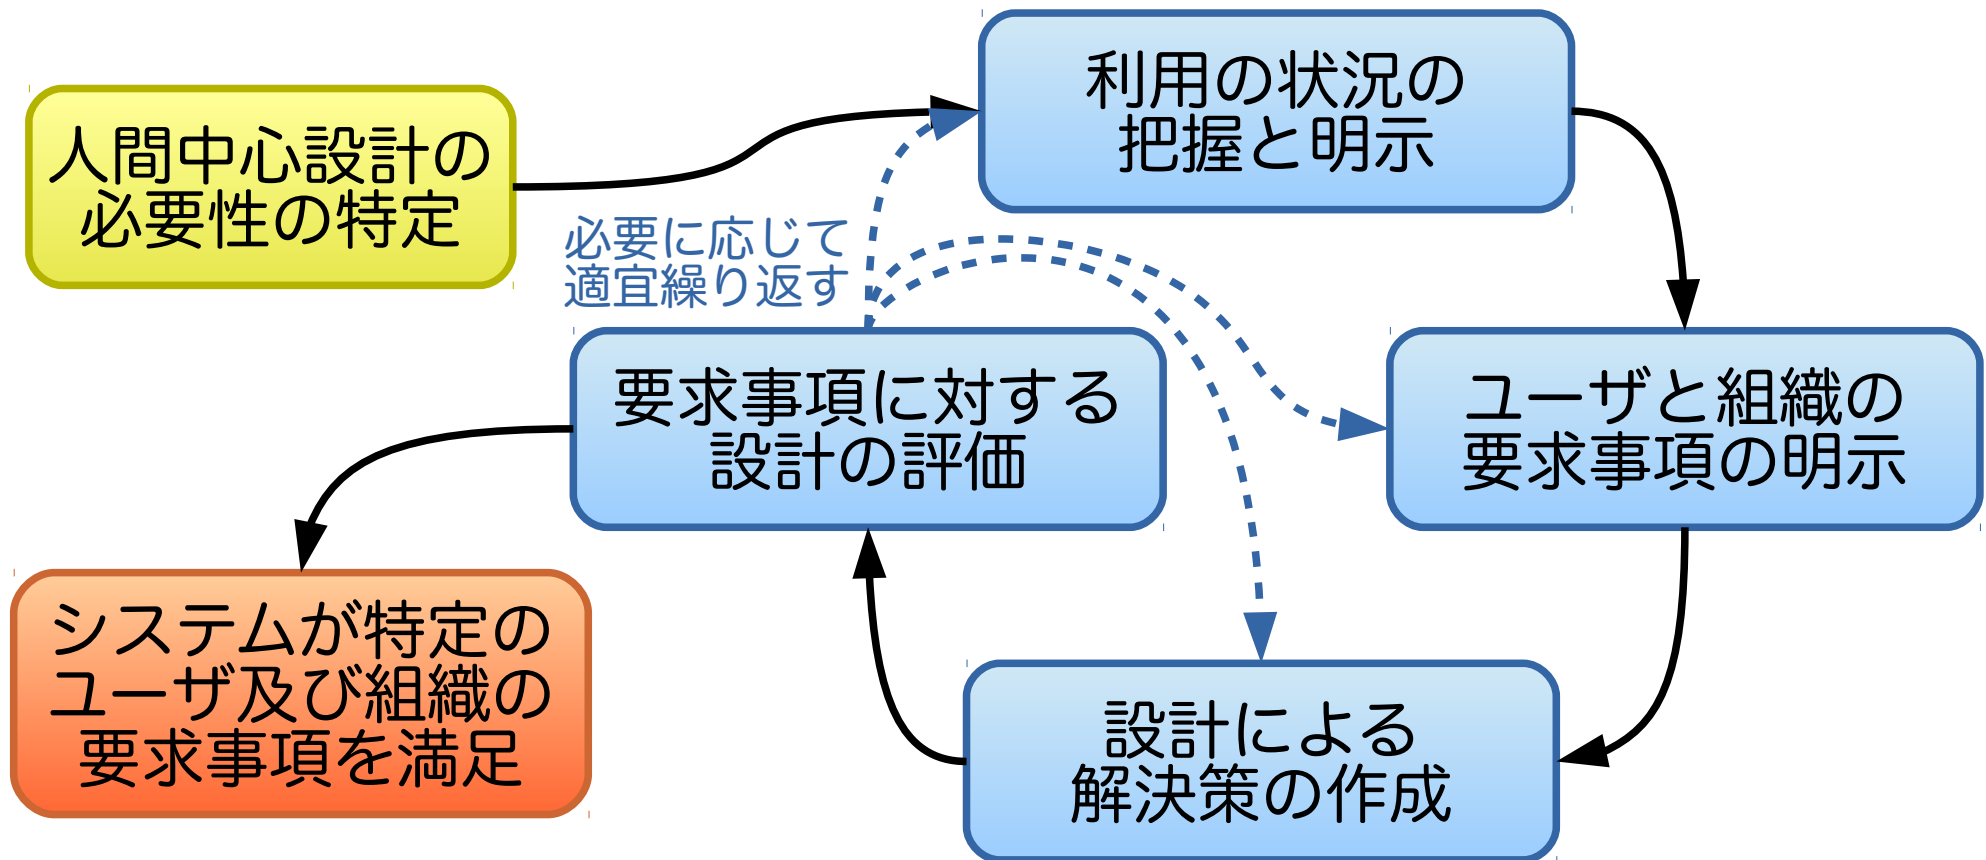 人間中心設計の
必要性の特定
利用の状況の
把握と明示
必要に応じて
適宜繰り返す
ユーザと組織の
要求事項の明示
設計による
解決策の作成
要求事項に対する
設計の評価
システムが特定の
ユーザ及び組織の
要求事項を満足